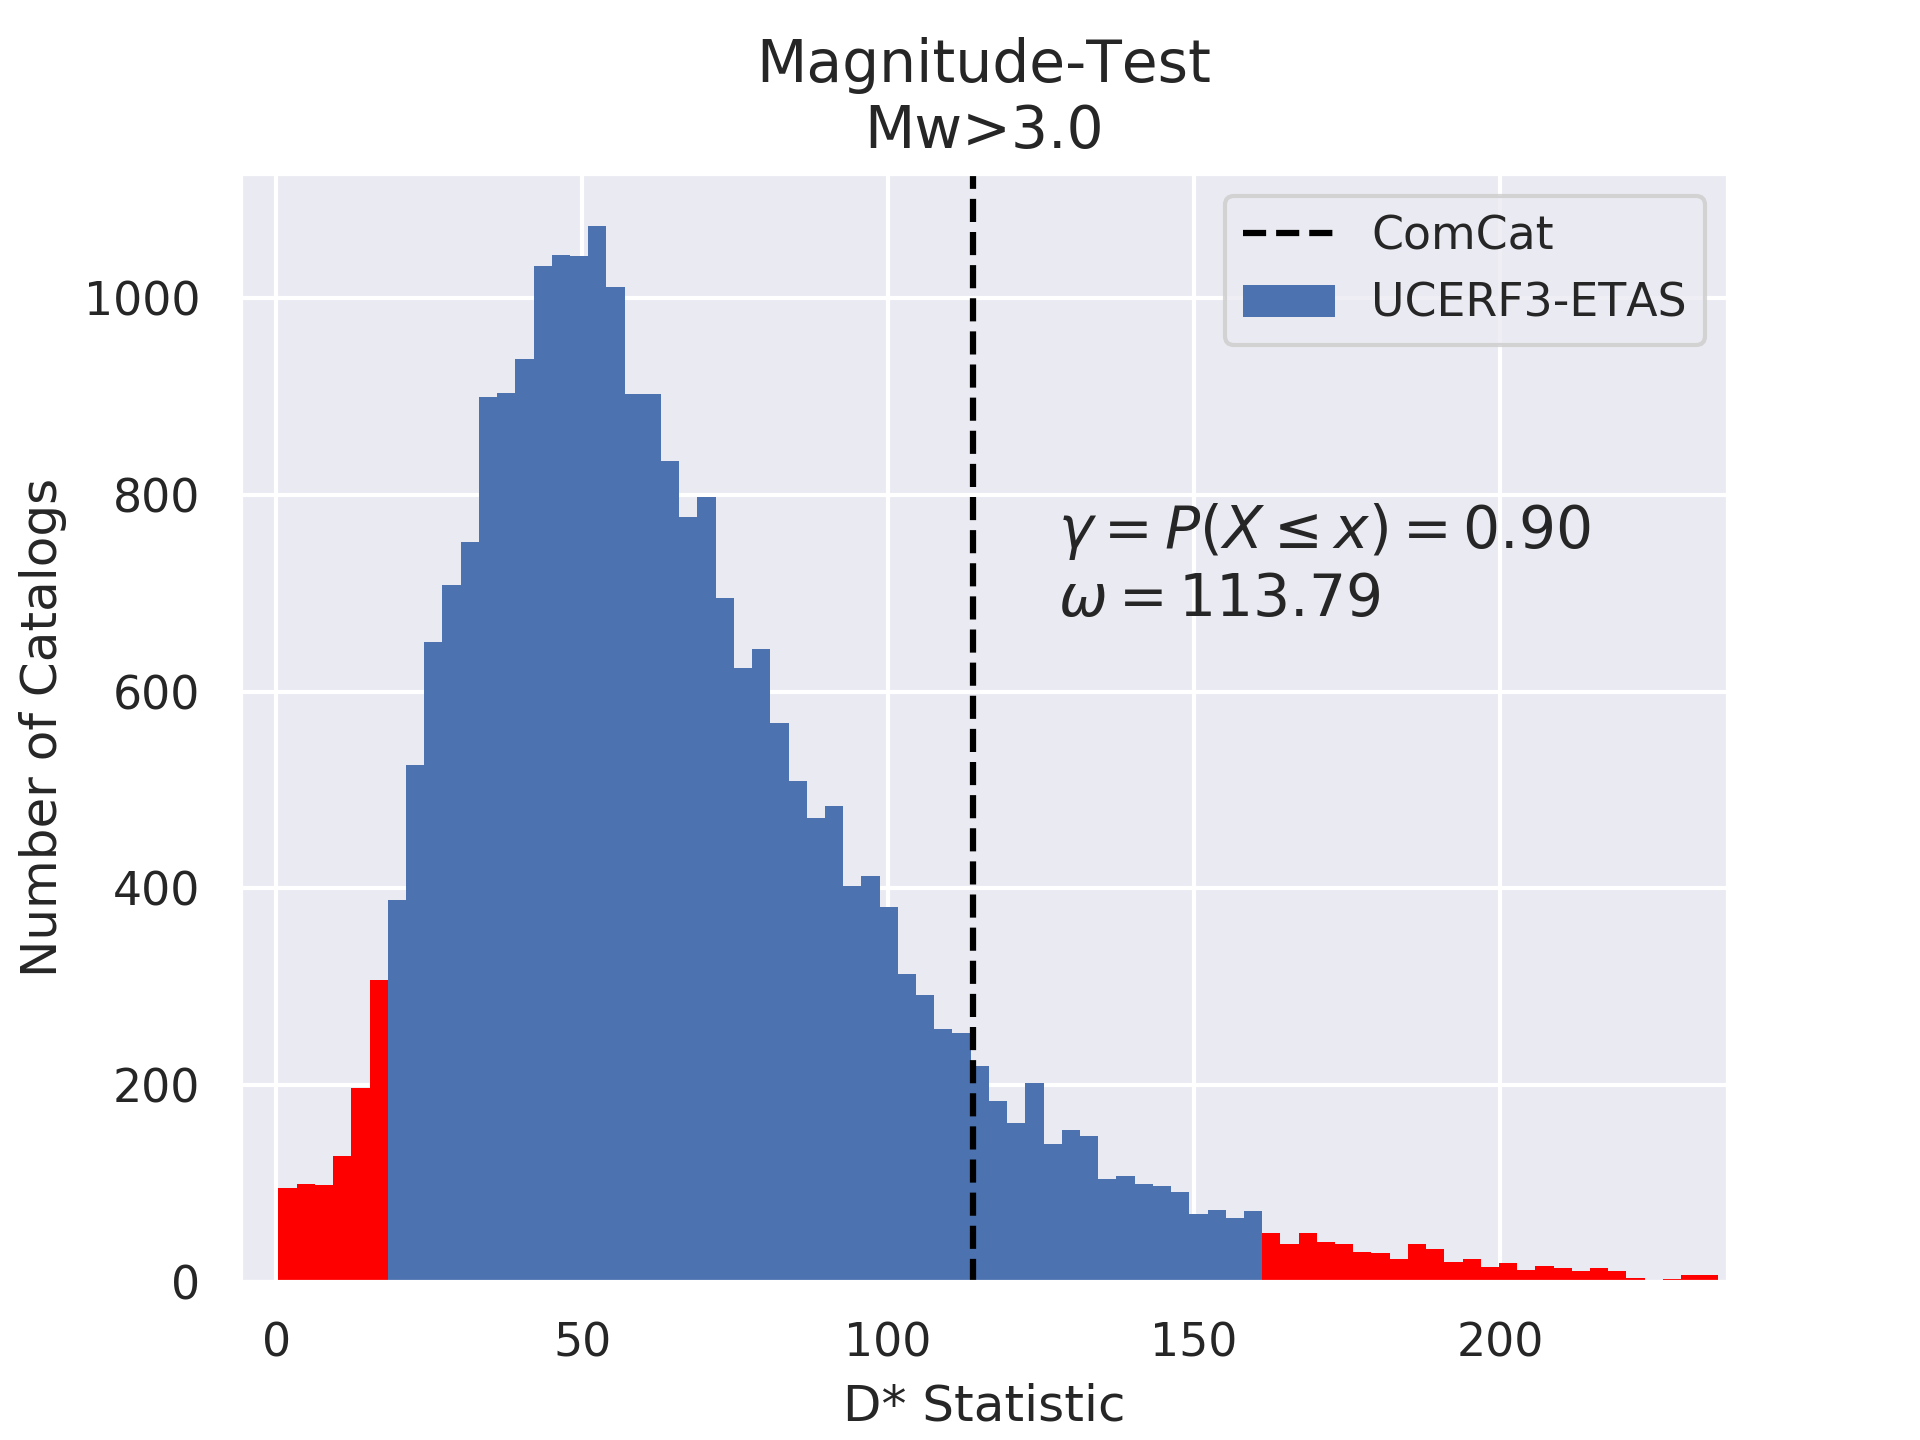 Magnitude-Test
Mw>3.0
ComCat
UCERF3-ETAS
γ = P(X ≤ x) = 0.90
ω = 113.79
Number of Catalogs
1000
800
600
400
200
0
0 50 100 150 200
D* Statistic